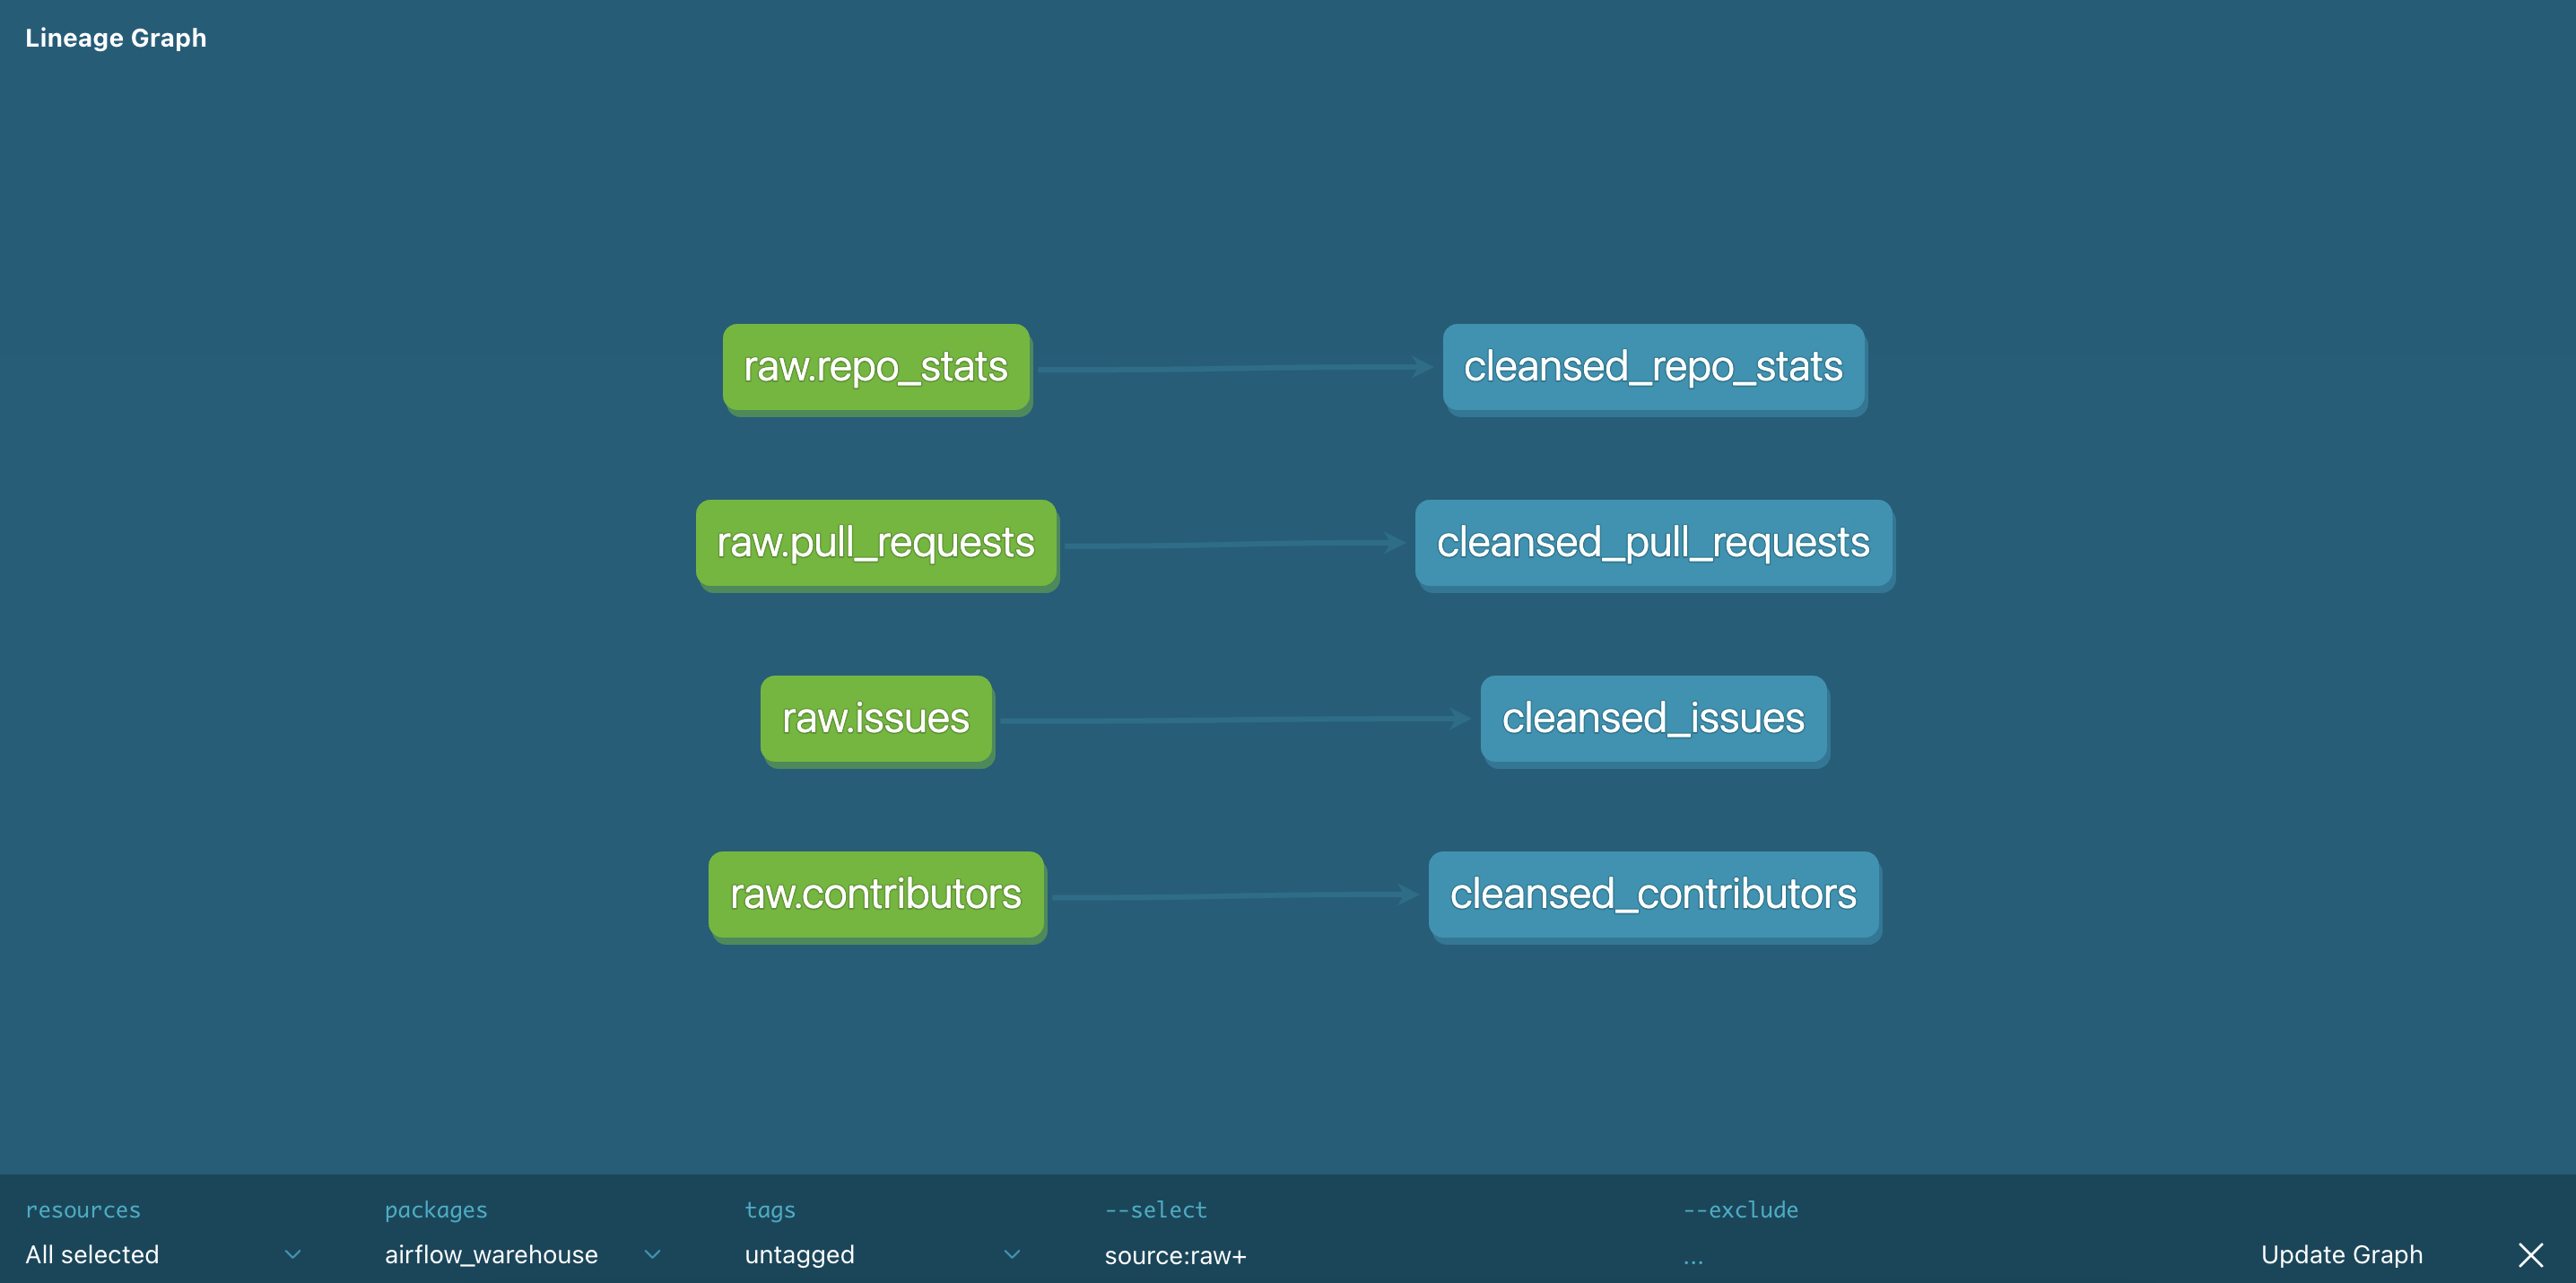 Lineage Graph
raw.repo_stats
cleansed_repo_stats
raw.pull_requests
cleansed_pull_requests
raw.issues
cleansed_issues
raw.contributors
cleansed_contributors
resources
packages
tags
--select
--exclude
All selected
airflow_warehouse
untagged
source:raw+
...
Update Graph